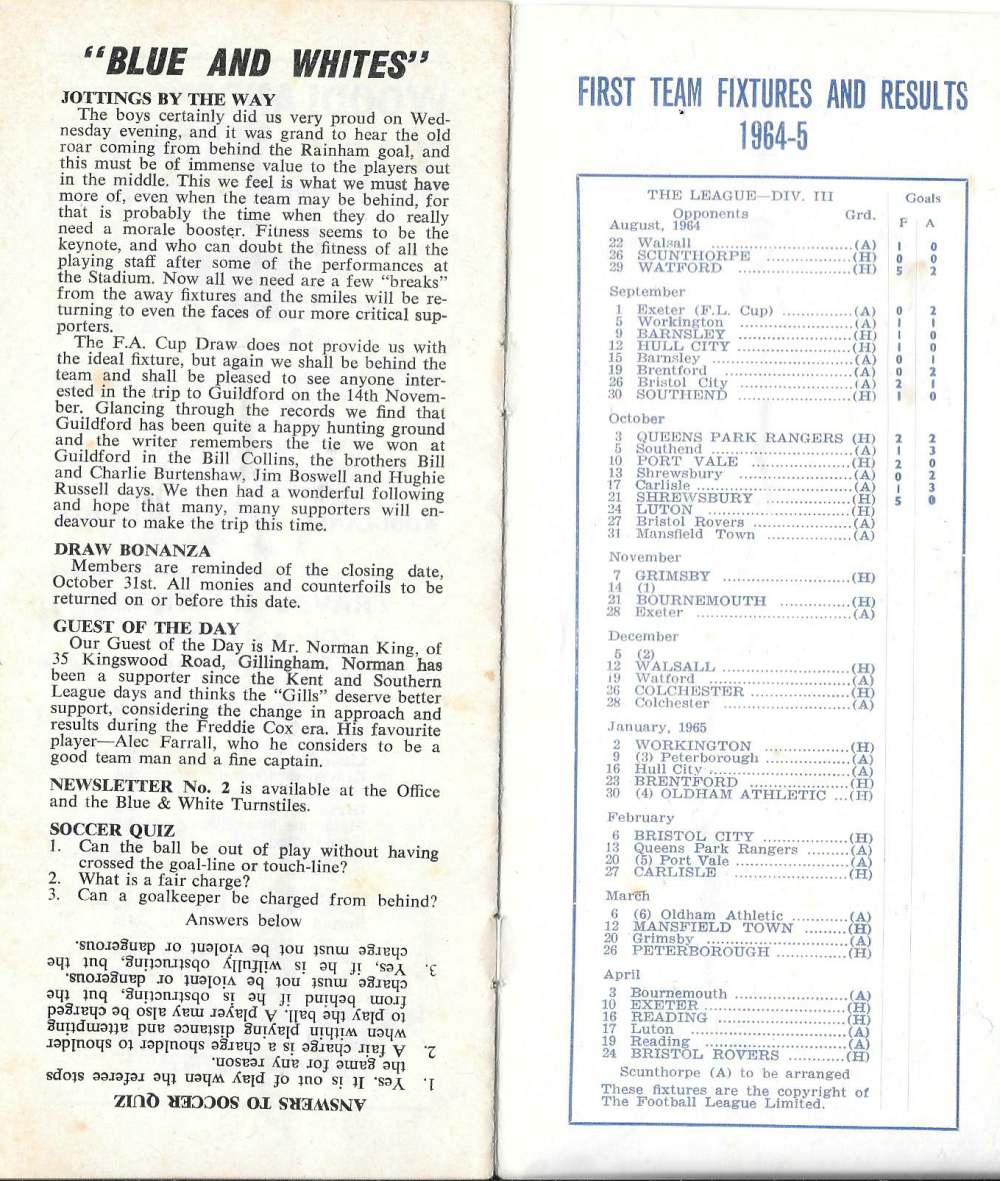 "BLUE AND WHITES"
JOTTINGS BY THE WAY
The boys certainly did us very proud on Wed-
nesday evening, and it was grand to hear the old
roar coming from behind the Rainham goal, and
this must be of immense value to the players out
in the middle. This we feel is what we must have
more of, even when the team may be behind, for
that is probably the time when they do really
need a morale booster. Fitness seems to be the
keynote, and who can doubt the fitness of all the
playing staff after some of the performances at
the Stadium. Now all we need are a few "breaks"
from the away fixtures and the smiles will be re-
turning to even the faces of our more critical sup-
porters.
The F.A. Cup Draw does not provide us with
the ideal fixture, but again we shall be behind the
team and shall be pleased to see anyone inter-
ested in the trip to Guildford on the 14th Novem-
ber. Glancing through the records we find that
Guildford has been quite a happy hunting ground
and the writer remembers the tie we won at
Guildford in the Bill Collins, the brothers Bill
and Charlie Burtenshaw, Jim Boswell and Hughie
Russell days. We then had a wonderful following
and hope that many, many supporters will en-
deavour to make the trip this time.
DRAW BONANZA
Members are reminded of the closing date,
October 31st. All monies and counterfoils to be
returned on or before this date.
GUEST OF THE DAY
Our Guest of the Day is Mr. Norman King, of
35 Kingswood Road, Gillingham. Norman has
been a supporter since the Kent and Southern
League days and thinks the "Gills" deserve better
support, considering the change in approach and
results during the Freddie Cox era. His favourite
player—Alec Farrall, who he considers to be a
good team man and a fine captain.
NEWSLETTER No. 2 is available at the Office
and the Blue & White Turnstiles.
SOCCER QUIZ
1. Can the ball be out of play without having
crossed the goal-line or touch-line?
2. What is a fair charge?
3. Can a goalkeeper be charged from behind?
Answers below
ANSWERS TO SOCCER QUIZ
1. Yes. It is out of play when the referee stops
the game for any reason.
2. A fair charge is a charge shoulder to shoulder
when within playing distance and attempting
to play the ball. A player may also be charged
from behind if he is obstructing, but the
charge must not be violent or dangerous.
3. Yes, if he is wilfully obstructing, but the
charge must not be violent or dangerous.
FIRST TEAM FIXTURES AND RESULTS
1964-5
THE LEAGUE—DIV. III Goals
Opponents Grd. F A
August, 1964
22 Walsall ....................(A) 1 0
26 SCUNTHORPE ............(H) 0 0
29 WATFORD ................(H) 5 2
September
1 Exeter (F.L. Cup) ............(A) 0 2
5 Workington ................(A) 1 1
9 BARNSLEY ................(H) 1 0
12 HULL CITY ................(H) 1 0
15 Barnsley ....................(A) 0 1
19 Brentford ..................(A) 0 2
26 Bristol City ................(A) 2 1
30 SOUTHEND ................(H) 1 0
October
3 QUEENS PARK RANGERS (H) 2 2
5 Southend ..................(A) 1 3
10 PORT VALE ................(H) 2 0
13 Shrewsbury ................(A) 0 2
17 Carlisle ....................(A) 1 3
21 SHREWSBURY ............(H) 5 0
24 LUTON ....................(H)
27 Bristol Rovers ..............(A)
31 Mansfield Town ............(A)
November
7 GRIMSBY ..................(H)
14 (1)
21 BOURNEMOUTH ............(H)
28 Exeter ....................(A)
December
5 (2)
12 WALSALL ..................(H)
19 Watford ....................(A)
26 COLCHESTER ..............(H)
28 Colchester ................(A)
January, 1965
2 WORKINGTON ............(H)
9 (3) Peterborough ............(A)
16 Hull City ..................(A)
23 BRENTFORD ..............(H)
30 (4) OLDHAM ATHLETIC ...(H)
February
6 BRISTOL CITY ..............(H)
13 Queens Park Rangers ........(A)
20 (5) Port Vale ................(A)
27 CARLISLE ................(H)
March
6 (6) Oldham Athletic ..........(A)
12 MANSFIELD TOWN ........(H)
20 Grimsby ..................(A)
26 PETERBOROUGH ..........(H)
April
3 Bournemouth ..............(A)
10 EXETER ..................(H)
16 READING ................(H)
17 Luton ....................(A)
19 Reading ..................(A)
24 BRISTOL ROVERS ..........(H)
Scunthorpe (A) to be arranged
These fixtures are the copyright of
The Football League Limited.